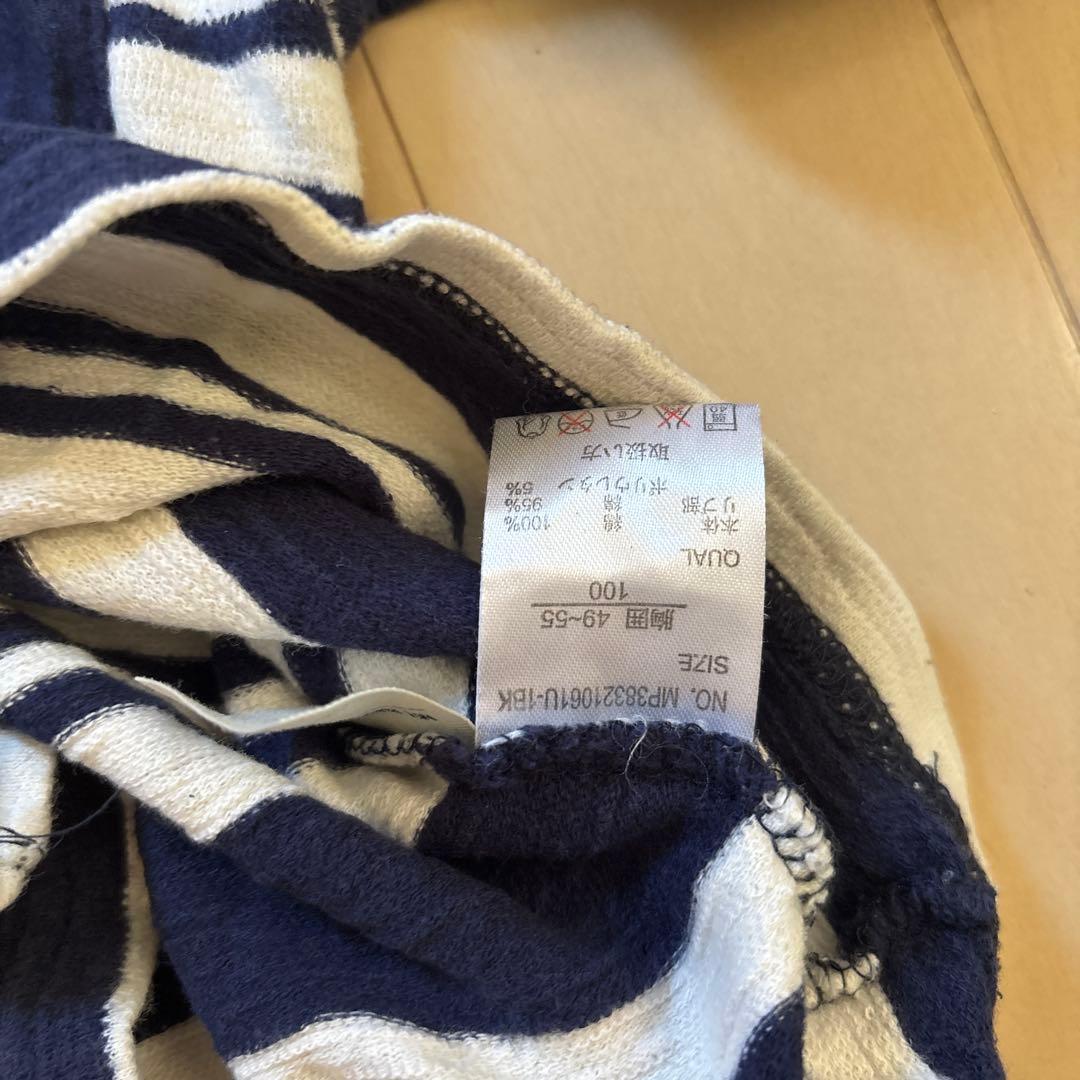 NO. MP38321061U-1BK
SIZE
胸囲 49~55
100
QUAL
本体 綿 100%
リブ部 綿 95%
ポリウレタン 5%
取扱い方
40